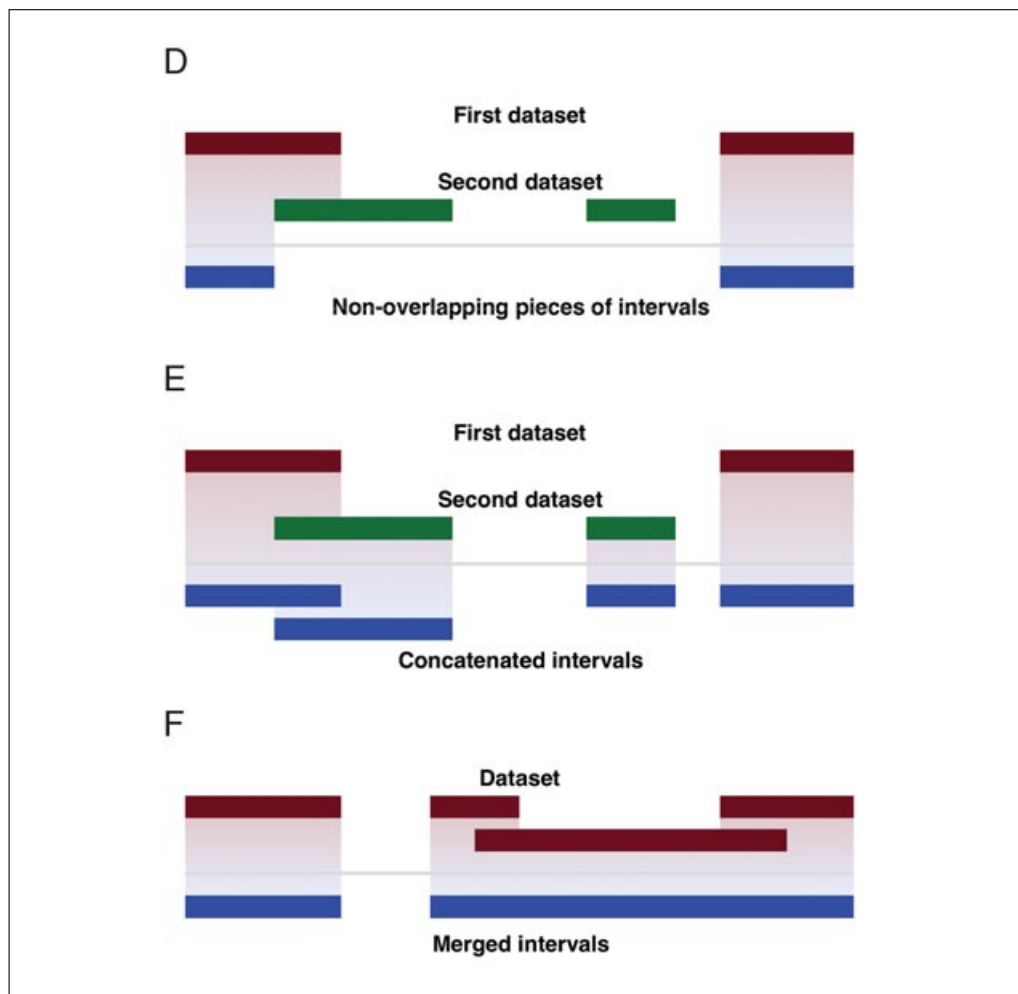 D
First dataset
Second dataset
Non-overlapping pieces of intervals
E
First dataset
Second dataset
Concatenated intervals
F
Dataset
Merged intervals